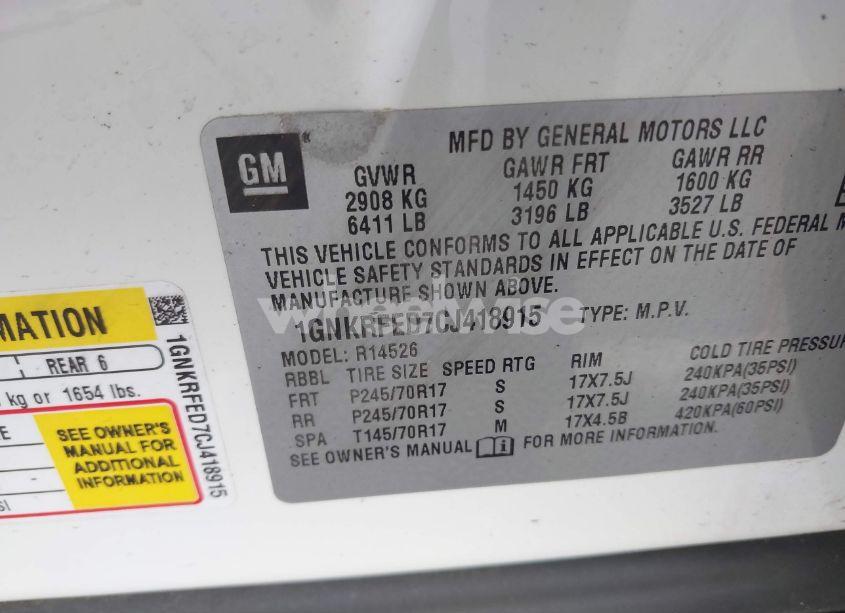 GM
MFD BY GENERAL MOTORS LLC
GVWR GAWR FRT GAWR RR
2908 KG 1450 KG 1600 KG
6411 LB 3196 LB 3527 LB
THIS VEHICLE CONFORMS TO ALL APPLICABLE U.S. FEDERAL M
VEHICLE SAFETY STANDARDS IN EFFECT ON THE DATE OF
MANUFACTURE SHOWN ABOVE.
1GNKRFED7CJ418915 TYPE: M.P.V.
MODEL: R14526
RBBL TIRE SIZE SPEED RTG RIM COLD TIRE PRESSUR
FRT P245/70R17 S 17X7.5J 240KPA(35PSI)
RR P245/70R17 S 17X7.5J 240KPA(35PSI)
SPA T145/70R17 M 17X4.5B 420KPA(60PSI)
SEE OWNER'S MANUAL FOR MORE INFORMATION.
MATION
REAR 6
kg or 1654 lbs.
E
SEE OWNER'S
MANUAL FOR
ADDITIONAL
INFORMATION
SI
1GNKRFED7CJ418915